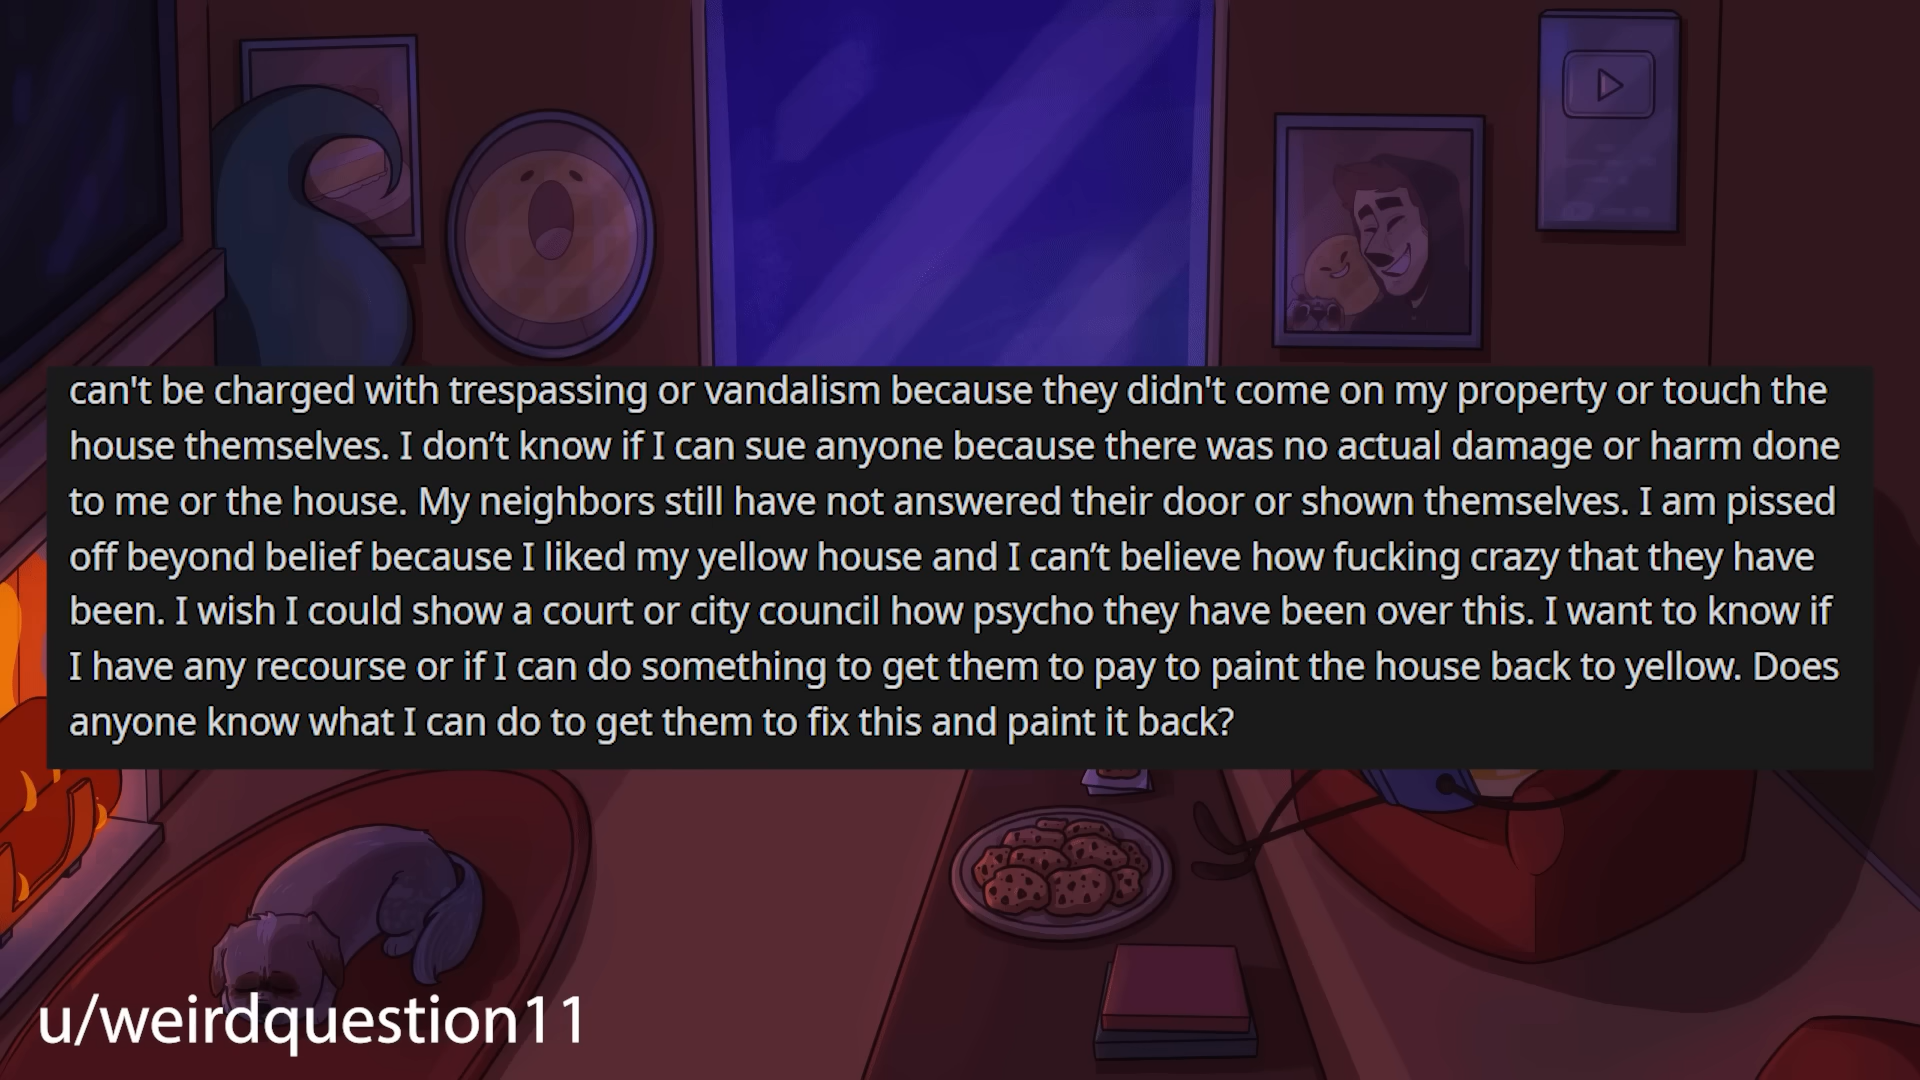 can't be charged with trespassing or vandalism because they didn't come on my property or touch the
house themselves. I don’t know if I can sue anyone because there was no actual damage or harm done
to me or the house. My neighbors still have not answered their door or shown themselves. I am pissed
off beyond belief because I liked my yellow house and I can’t believe how fucking crazy that they have
been. I wish I could show a court or city council how psycho they have been over this. I want to know if
I have any recourse or if I can do something to get them to pay to paint the house back to yellow. Does
anyone know what I can do to get them to fix this and paint it back?
u/weirdquestion11